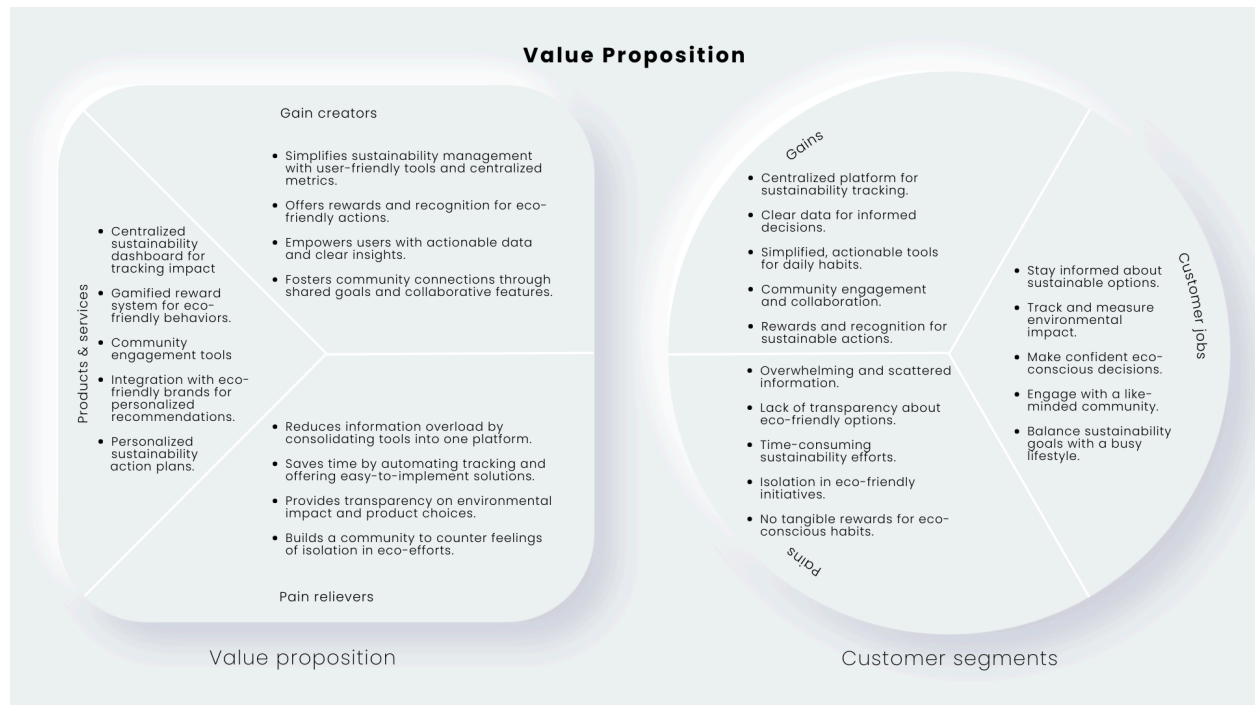 Value Proposition
Gain creators
• Simplifies sustainability management
with user-friendly tools and centralized
metrics.
• Offers rewards and recognition for eco-
friendly actions.
• Empowers users with actionable data
and clear insights.
• Fosters community connections through
shared goals and collaborative features.
Products & services
• Centralized
sustainability
dashboard for
tracking impact
• Gamified reward
system for eco-
friendly behaviors.
• Community
engagement tools
• Integration with eco-
friendly brands for
personalized
recommendations.
• Personalized
sustainability
action plans.
• Reduces information overload by
consolidating tools into one platform.
• Saves time by automating tracking and
offering easy-to-implement solutions.
• Provides transparency on environmental
impact and product choices.
• Builds a community to counter feelings
of isolation in eco-efforts.
Pain relievers
Value proposition
Gains
• Centralized platform for
sustainability tracking.
• Clear data for informed
decisions.
• Simplified, actionable tools
for daily habits.
• Community engagement
and collaboration.
• Rewards and recognition for
sustainable actions.
• Overwhelming and scattered
information.
• Lack of transparency about
eco-friendly options.
• Time-consuming
sustainability efforts.
• Isolation in eco-friendly
initiatives.
• No tangible rewards for eco-
conscious habits.
Pains
Customer jobs
• Stay informed about
sustainable options.
• Track and measure
environmental
impact.
• Make confident eco-
conscious decisions.
• Engage with a like-
minded community.
• Balance sustainability
goals with a busy
lifestyle.
Customer segments